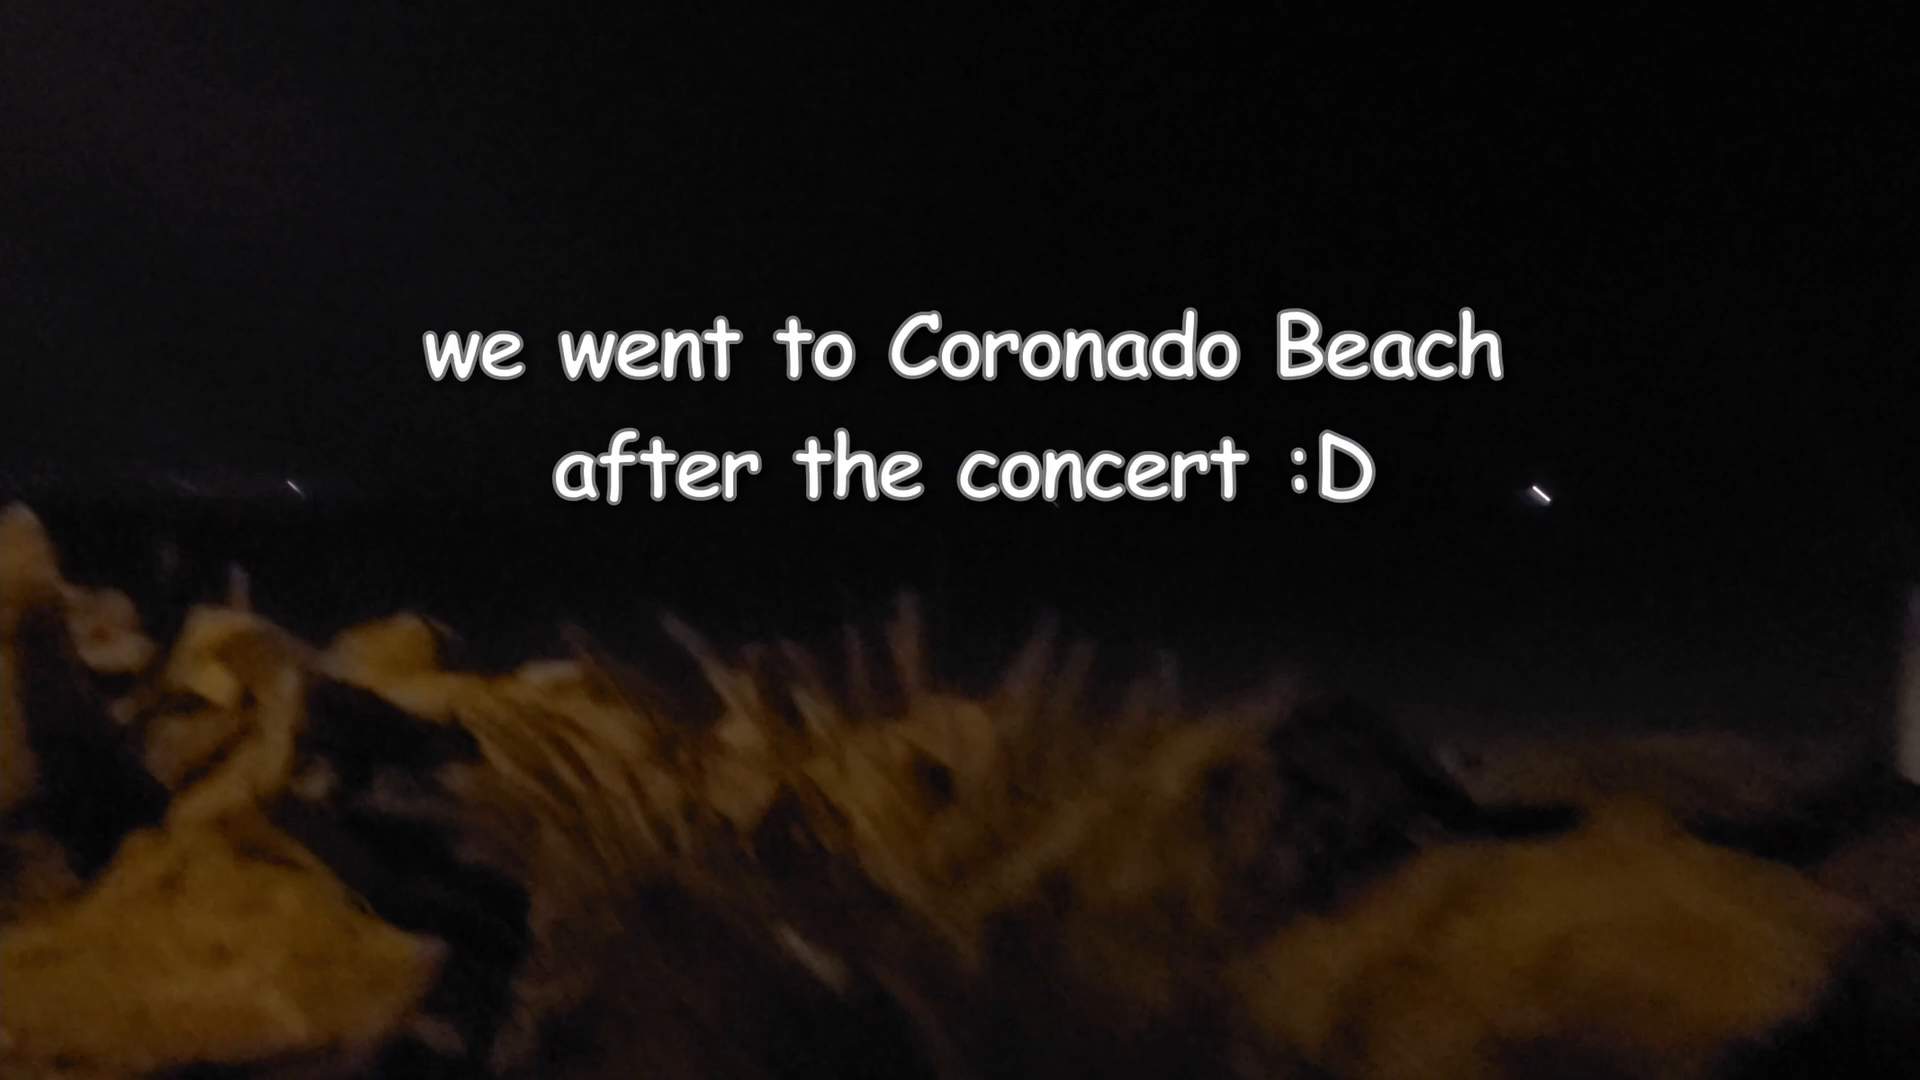 we went to Coronado Beach
after the concert :D